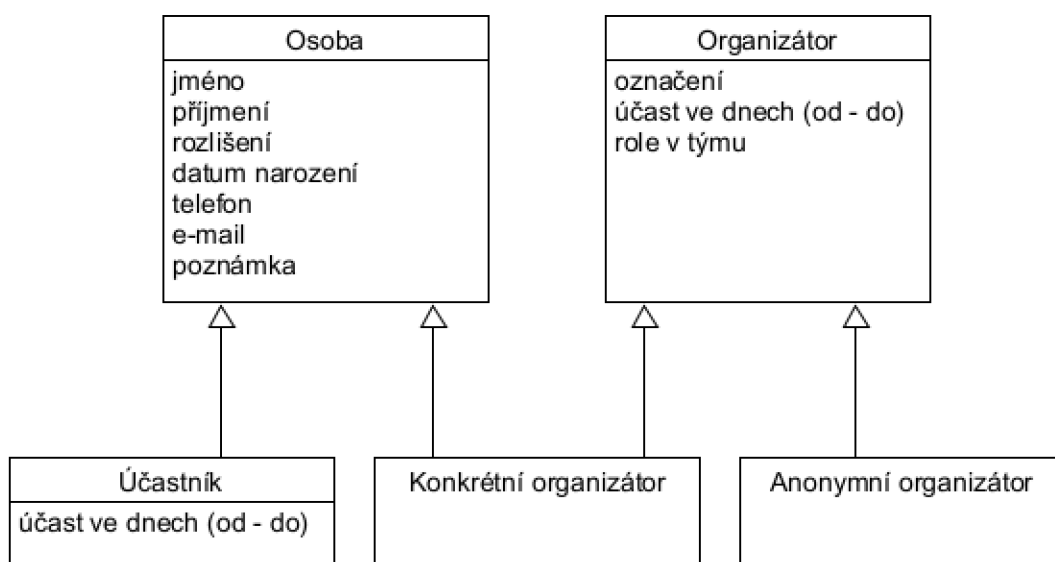 Osoba
jméno
příjmení
rozlišení
datum narození
telefon
e-mail
poznámka
Organizátor
označení
účast ve dnech (od - do)
role v týmu
Účastník
účast ve dnech (od - do)
Konkrétní organizátor
Anonymní organizátor